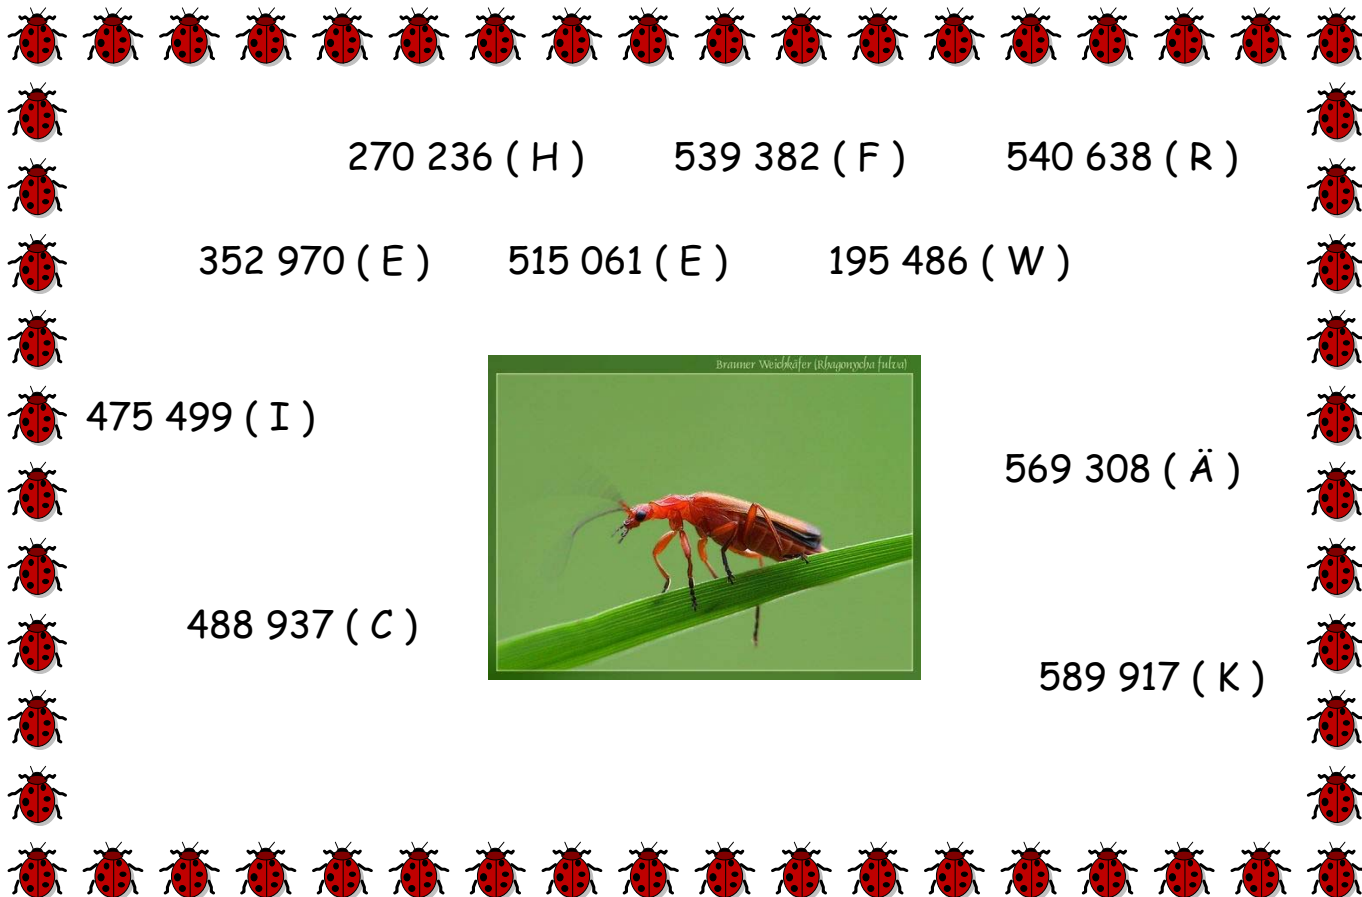 270 236 ( H ) 539 382 ( F ) 540 638 ( R )
352 970 ( E ) 515 061 ( E ) 195 486 ( W )
Brauner Weichkäfer (Rhagonycha fulva)
475 499 ( I )
569 308 ( Ä )
488 937 ( C )
589 917 ( K )